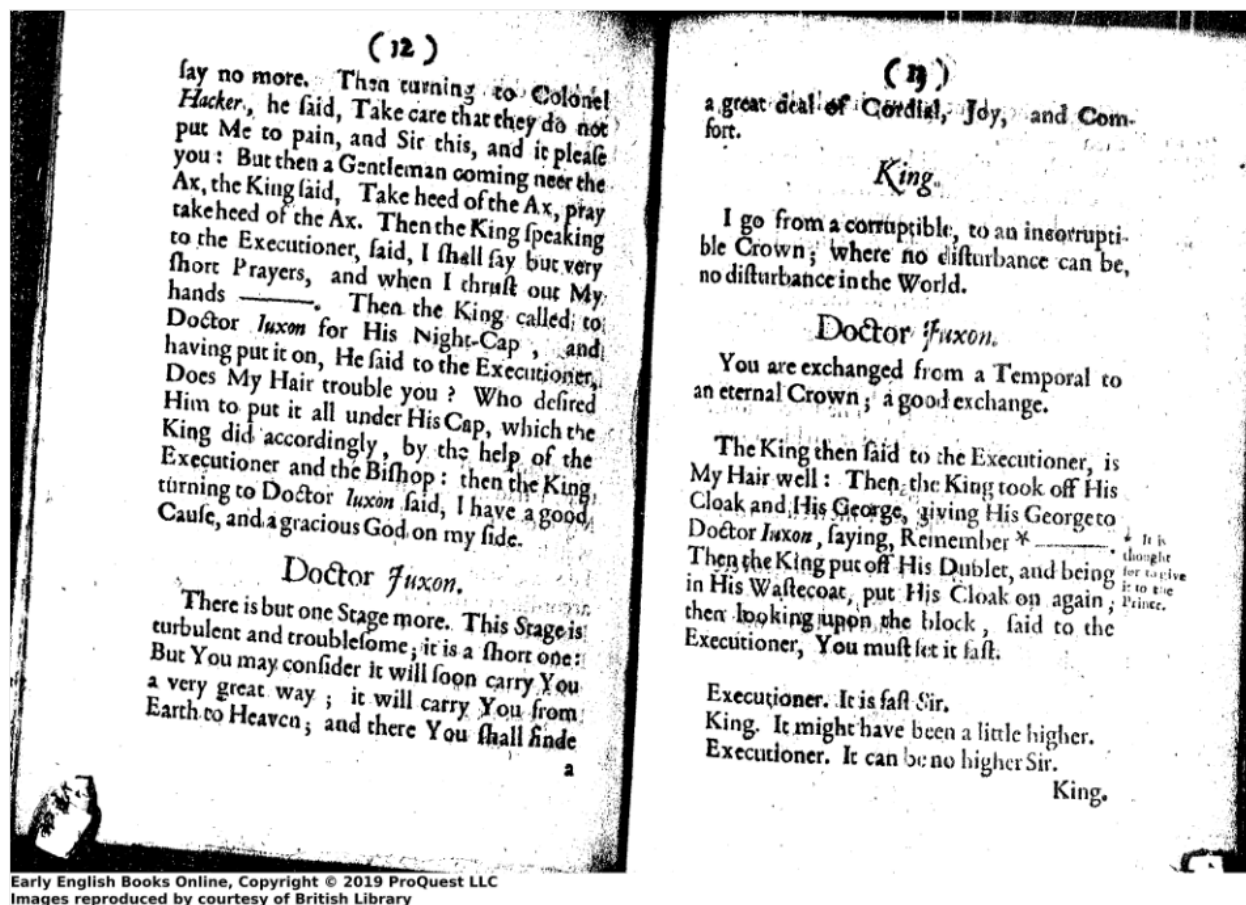 (12)
ſay no more. Then turning to Colonel
Hacker, he ſaid, Take care that they do not
put Me to pain, and Sir this, and it pleaſe
you: But then a Gentleman coming neer the
Ax, the King ſaid, Take heed of the Ax, pray
take heed of the Ax. Then the King ſpeaking
to the Executioner, ſaid, I ſhall ſay but very
ſhort Prayers, and when I thruſt out My
hands ———. Then the King called to
Doctor Iuxon for His Night-Cap, and
having put it on, He ſaid to the Executioner,
Does My Hair trouble you? Who deſired
Him to put it all under His Cap, which the
King did accordingly, by the help of the
Executioner and the Biſhop: then the King
turning to Doctor Iuxon ſaid, I have a good
Cauſe, and a gracious God on my ſide.
Doctor Juxon.
There is but one Stage more. This Stage is
turbulent and troubleſome; it is a ſhort one:
But You may conſider it will ſoon carry You
a very great way; it will carry You from
Earth to Heaven; and there You ſhall finde
a
(13)
a great deal of Cordial, Joy, and Com-
fort.
King.
I go from a corruptible, to an incorrupti-
ble Crown; where no diſturbance can be,
no diſturbance in the World.
Doctor Juxon.
You are exchanged from a Temporal to
an eternal Crown; a good exchange.
The King then ſaid to the Executioner, is
My Hair well: Then the King took off His
Cloak and His George, giving His George to
Doctor Iuxon, ſaying, Remember * ———.
Then the King put off His Dublet, and being
in His Waſtecoat, put His Cloak on again;
then looking upon the block, ſaid to the
Executioner, You muſt ſet it faſt.
* It is
thought
for to give
it to the
Prince.
Executioner. It is faſt Sir.
King. It might have been a little higher.
Executioner. It can be no higher Sir.
King.
Early English Books Online, Copyright © 2019 ProQuest LLC
Images reproduced by courtesy of British Library